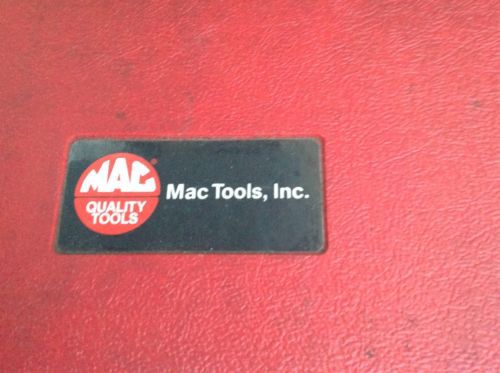 MAC®
QUALITY
TOOLS
Mac Tools, Inc.